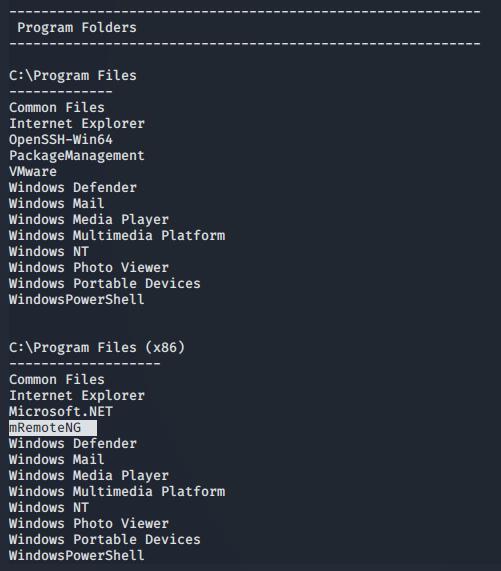 -----------------------------------------------------------
 Program Folders
-----------------------------------------------------------

C:\Program Files
-------------
Common Files
Internet Explorer
OpenSSH-Win64
PackageManagement
VMware
Windows Defender
Windows Mail
Windows Media Player
Windows Multimedia Platform
Windows NT
Windows Photo Viewer
Windows Portable Devices
WindowsPowerShell


C:\Program Files (x86)
-------------------
Common Files
Internet Explorer
Microsoft.NET
mRemoteNG
Windows Defender
Windows Mail
Windows Media Player
Windows Multimedia Platform
Windows NT
Windows Photo Viewer
Windows Portable Devices
WindowsPowerShell